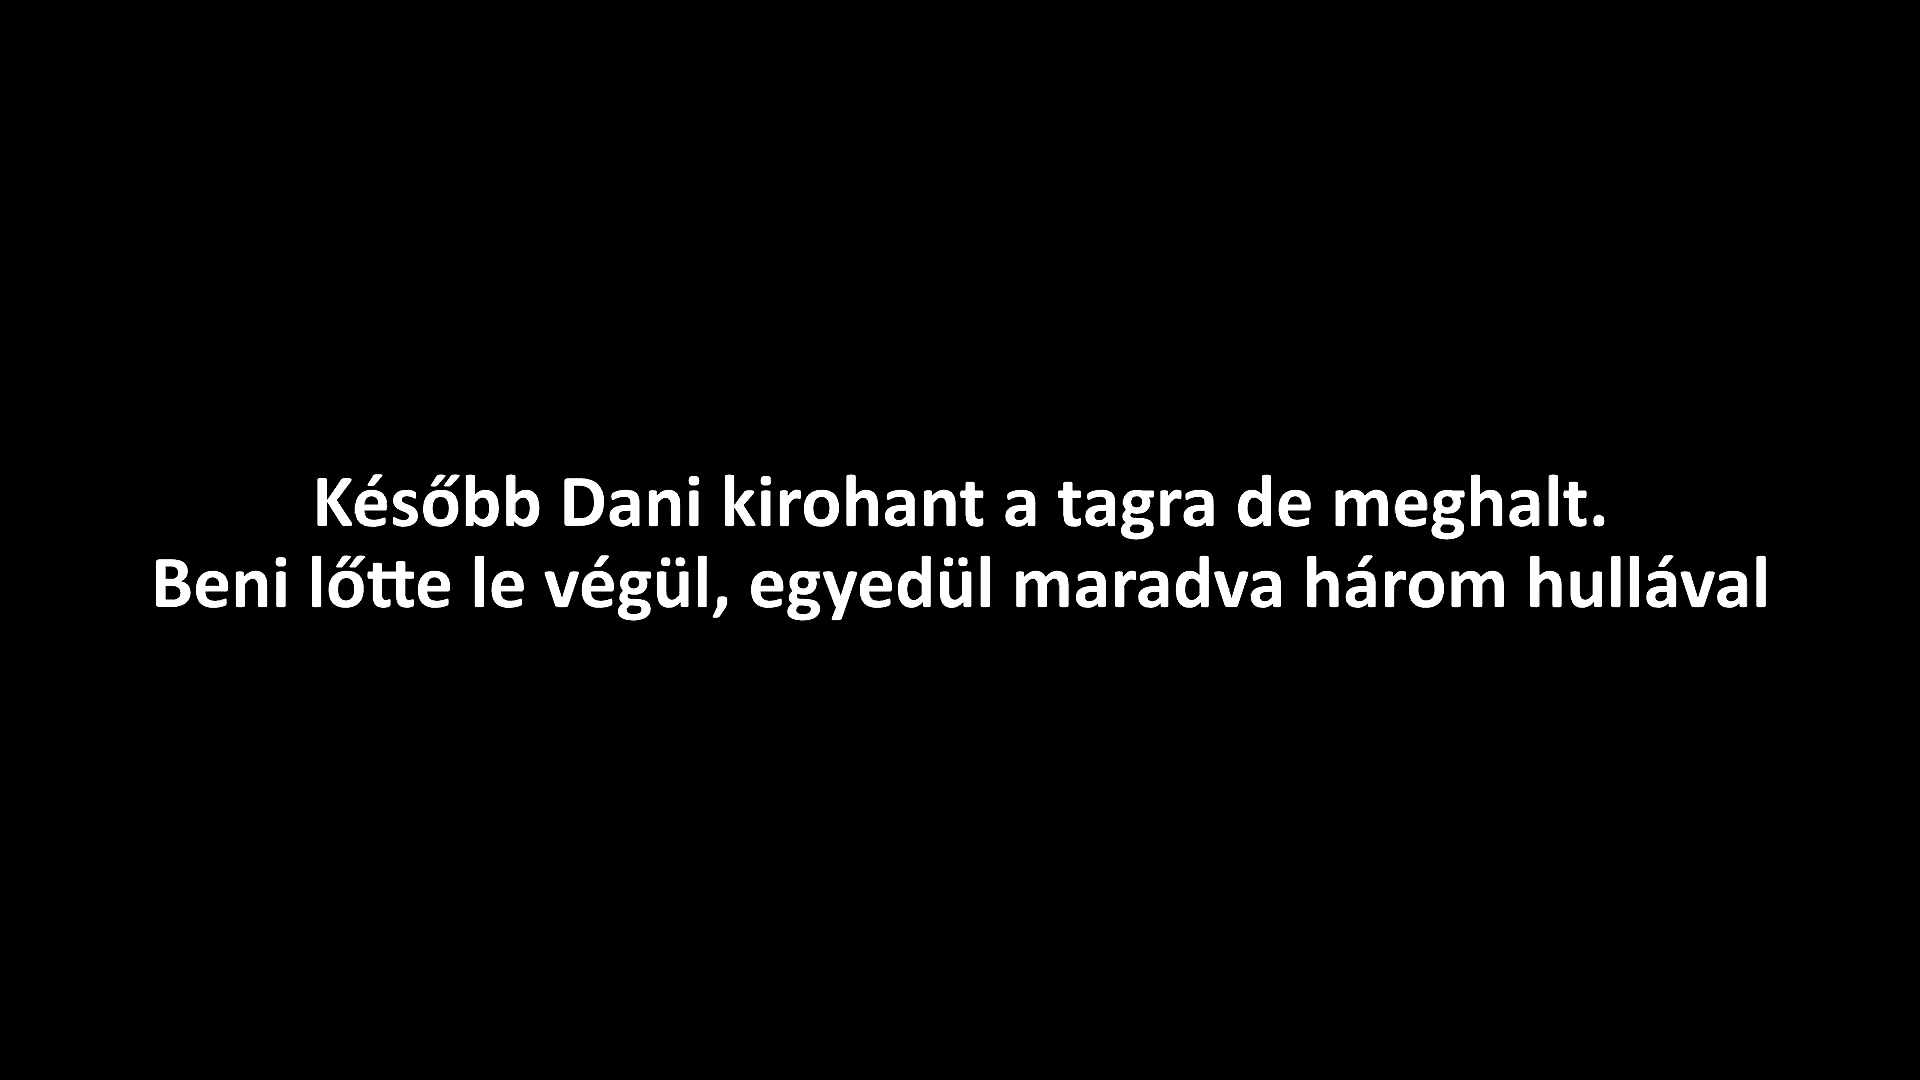 Később Dani kirohant a tagra de meghalt.
Beni lőtte le végül, egyedül maradva három hullával